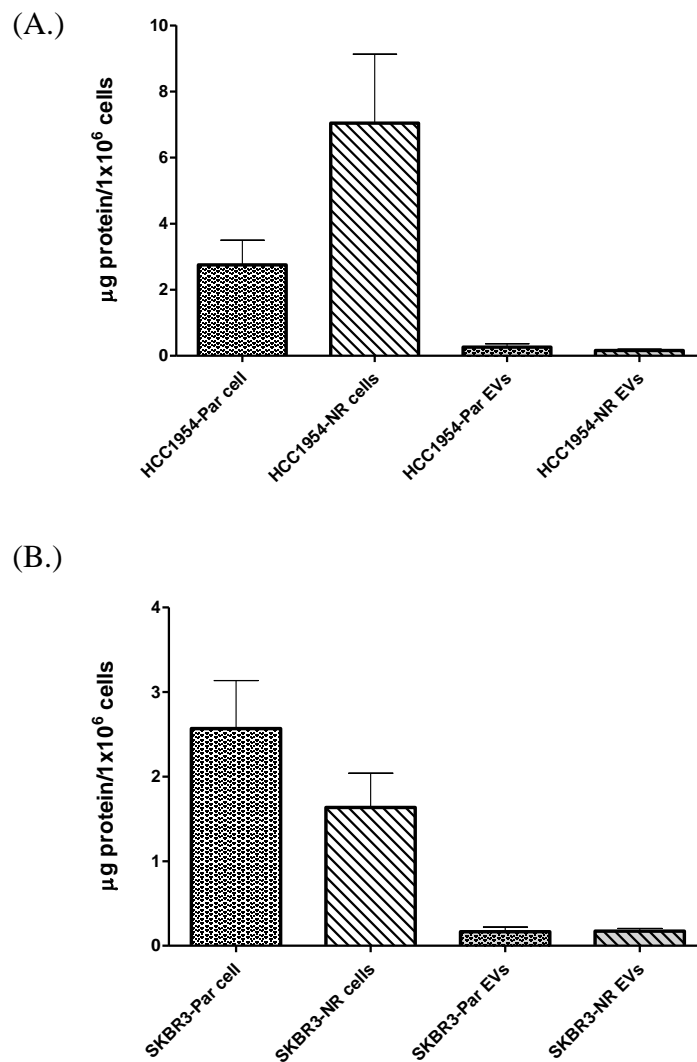 (A.)
10
8
6
4
2
0
μg protein/1x10⁶ cells
HCC1954-Par cell
HCC1954-NR cells
HCC1954-Par EVs
HCC1954-NR EVs
(B.)
4
3
2
1
0
μg protein/1x10⁶ cells
SKBR3-Par cell
SKBR3-NR cells
SKBR3-Par EVs
SKBR3-NR EVs